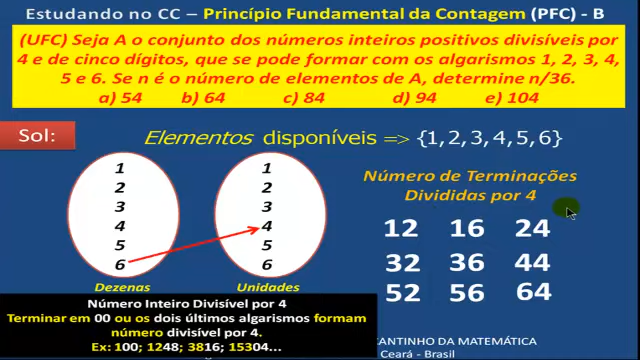 Estudando no CC – Princípio Fundamental da Contagem (PFC) - B
(UFC) Seja A o conjunto dos números inteiros positivos divisíveis por
4 e de cinco dígitos, que se pode formar com os algarismos 1, 2, 3, 4,
5 e 6. Se n é o número de elementos de A, determine n/36.
a) 54 b) 64 c) 84 d) 94 e) 104
Sol:
Elementos disponíveis => {1,2,3,4,5,6}
1
2
3
4
5
6
Dezenas
1
2
3
4
5
6
Unidades
Número de Terminações
Divididas por 4
12 16 24
32 36 44
52 56 64
Número Inteiro Divisível por 4
Terminar em 00 ou os dois últimos algarismos formam
número divisível por 4.
Ex: 100; 1248; 3816; 15304...
CANTINHO DA MATEMÁTICA
Ceará - Brasil